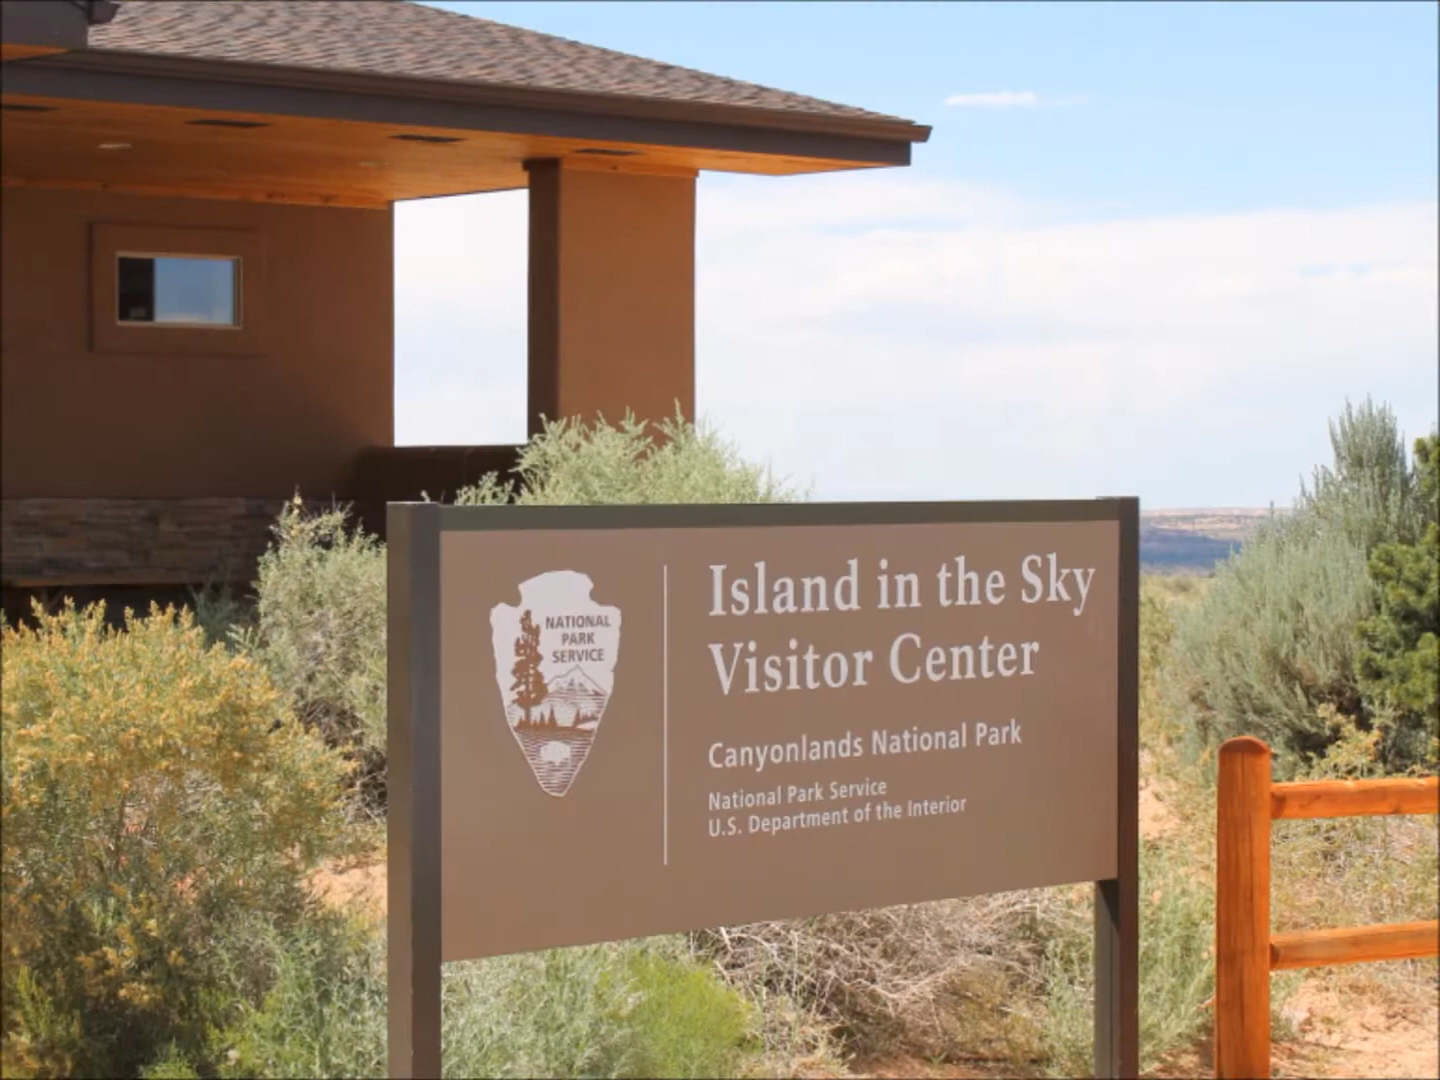 NATIONAL
PARK
SERVICE
Island in the Sky
Visitor Center
Canyonlands National Park
National Park Service
U.S. Department of the Interior